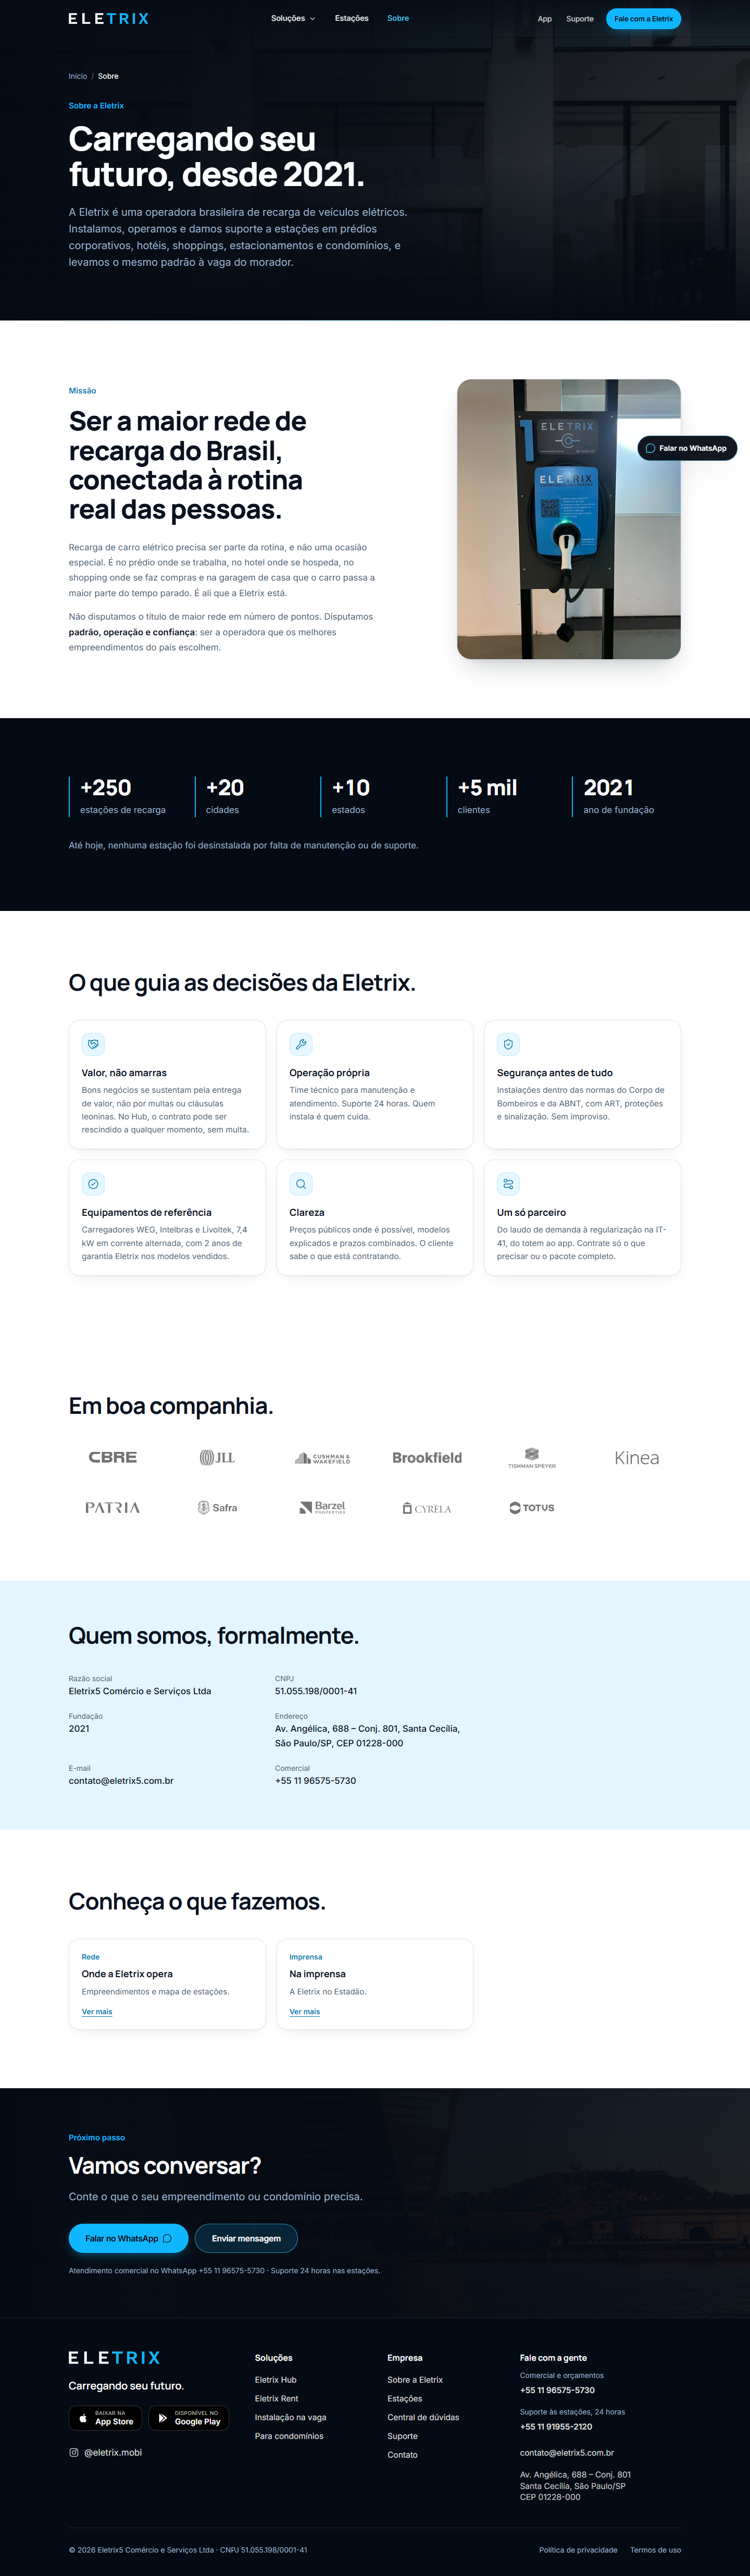 ELETRIX
Soluções
Estações
Sobre
App
Suporte
Fale com a Eletrix
Início / Sobre
Sobre a Eletrix
Carregando seu
futuro, desde 2021.
A Eletrix é uma operadora brasileira de recarga de veículos elétricos.
Instalamos, operamos e damos suporte a estações em prédios
corporativos, hotéis, shoppings, estacionamentos e condomínios, e
levamos o mesmo padrão à vaga do morador.
Missão
Ser a maior rede de
recarga do Brasil,
conectada à rotina
real das pessoas.
Recarga de carro elétrico precisa ser parte da rotina, e não uma ocasião
especial. É no prédio onde se trabalha, no hotel onde se hospeda, no
shopping onde se faz compras e na garagem de casa que o carro passa a
maior parte do tempo parado. É ali que a Eletrix está.
Não disputamos o título de maior rede em número de pontos. Disputamos
padrão, operação e confiança: ser a operadora que os melhores
empreendimentos do país escolhem.
1
ELETRIX
ELETRIX
Falar no WhatsApp
+250
estações de recarga
+20
cidades
+10
estados
+5 mil
clientes
2021
ano de fundação
Até hoje, nenhuma estação foi desinstalada por falta de manutenção ou de suporte.
O que guia as decisões da Eletrix.
Valor, não amarras
Bons negócios se sustentam pela entrega
de valor, não por multas ou cláusulas
leoninas. No Hub, o contrato pode ser
rescindido a qualquer momento, sem multa.
Operação própria
Time técnico para manutenção e
atendimento. Suporte 24 horas. Quem
instala é quem cuida.
Segurança antes de tudo
Instalações dentro das normas do Corpo de
Bombeiros e da ABNT, com ART, proteções
e sinalização. Sem improviso.
Equipamentos de referência
Carregadores WEG, Intelbras e Livoltek, 7,4
kW em corrente alternada, com 2 anos de
garantia Eletrix nos modelos vendidos.
Clareza
Preços públicos onde é possível, modelos
explicados e prazos combinados. O cliente
sabe o que está contratando.
Um só parceiro
Do laudo de demanda à regularização na IT-
41, do totem ao app. Contrate só o que
precisar ou o pacote completo.
Em boa companhia.
CBRE
JLL
CUSHMAN &
WAKEFIELD
Brookfield
TISHMAN SPEYER
Kinea
PATRIA
Safra
Barzel
PROPERTIES
CYRELA
TOTVS
Quem somos, formalmente.
Razão social
Eletrix5 Comércio e Serviços Ltda
CNPJ
51.055.198/0001-41
Fundação
2021
Endereço
Av. Angélica, 688 – Conj. 801, Santa Cecília,
São Paulo/SP, CEP 01228-000
E-mail
contato@eletrix5.com.br
Comercial
+55 11 96575-5730
Conheça o que fazemos.
Rede
Onde a Eletrix opera
Empreendimentos e mapa de estações.
Ver mais
Imprensa
Na imprensa
A Eletrix no Estadão.
Ver mais
Próximo passo
Vamos conversar?
Conte o que o seu empreendimento ou condomínio precisa.
Falar no WhatsApp
Enviar mensagem
Atendimento comercial no WhatsApp +55 11 96575-5730 · Suporte 24 horas nas estações.
ELETRIX
Carregando seu futuro.
BAIXAR NA
App Store
DISPONÍVEL NO
Google Play
@eletrix.mobi
Soluções
Eletrix Hub
Eletrix Rent
Instalação na vaga
Para condomínios
Empresa
Sobre a Eletrix
Estações
Central de dúvidas
Suporte
Contato
Fale com a gente
Comercial e orçamentos
+55 11 96575-5730
Suporte às estações, 24 horas
+55 11 91955-2120
contato@eletrix5.com.br
Av. Angélica, 688 – Conj. 801
Santa Cecília, São Paulo/SP
CEP 01228-000
© 2026 Eletrix5 Comércio e Serviços Ltda · CNPJ 51.055.198/0001-41
Política de privacidade
Termos de uso